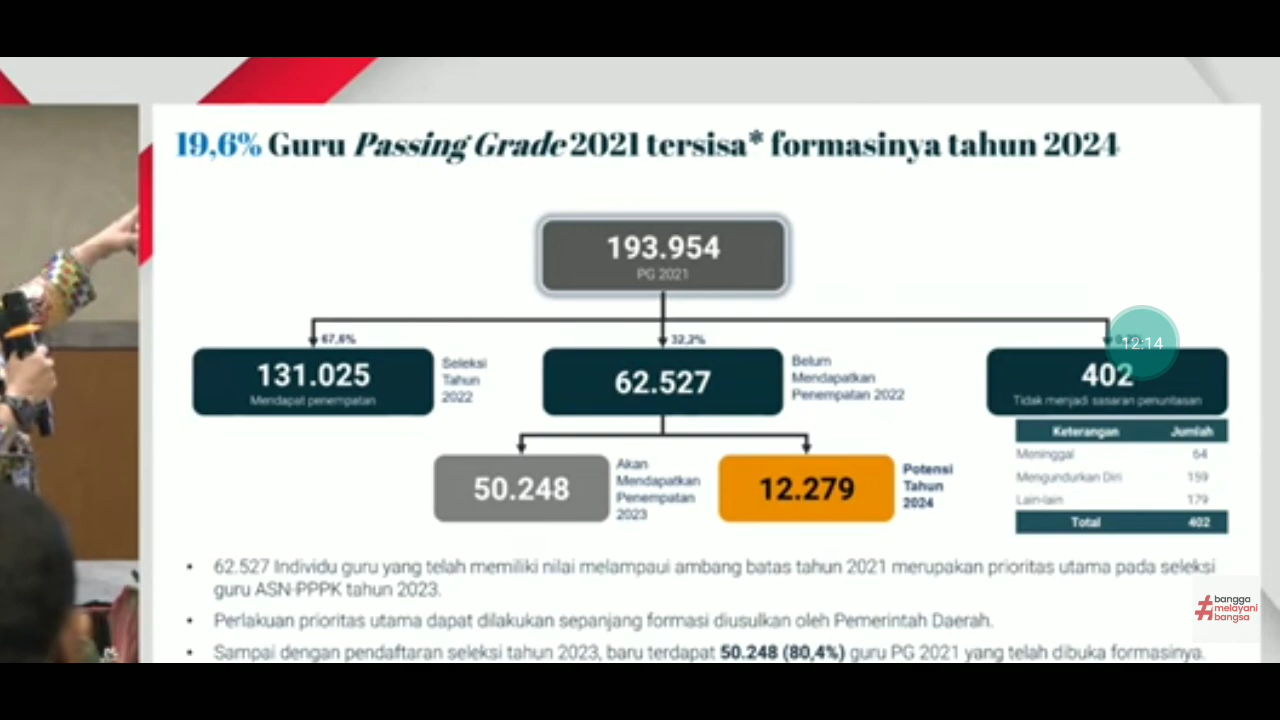 19,6% Guru Passing Grade 2021 tersisa* formasinya tahun 2024
193.954
PG 2021
67,6%
32,2%
12:14
131.025
Mendapat penempatan
Seleksi
Tahun
2022
62.527
Belum
Mendapatkan
Penempatan 2022
402
Tidak menjadi sasaran penuntasan
Keterangan Jumlah
Meninggal 64
Mengundurkan Diri 159
Lain-lain 179
Total 402
50.248
Akan
Mendapatkan
Penempatan
2023
12.279
Potensi
Tahun
2024
• 62.527 Individu guru yang telah memiliki nilai melampaui ambang batas tahun 2021 merupakan prioritas utama pada seleksi
guru ASN-PPPK tahun 2023.
• Perlakuan prioritas utama dapat dilakukan sepanjang formasi diusulkan oleh Pemerintah Daerah.
• Sampai dengan pendaftaran seleksi tahun 2023, baru terdapat 50.248 (80,4%) guru PG 2021 yang telah dibuka formasinya.
#bangga
melayani
bangsa